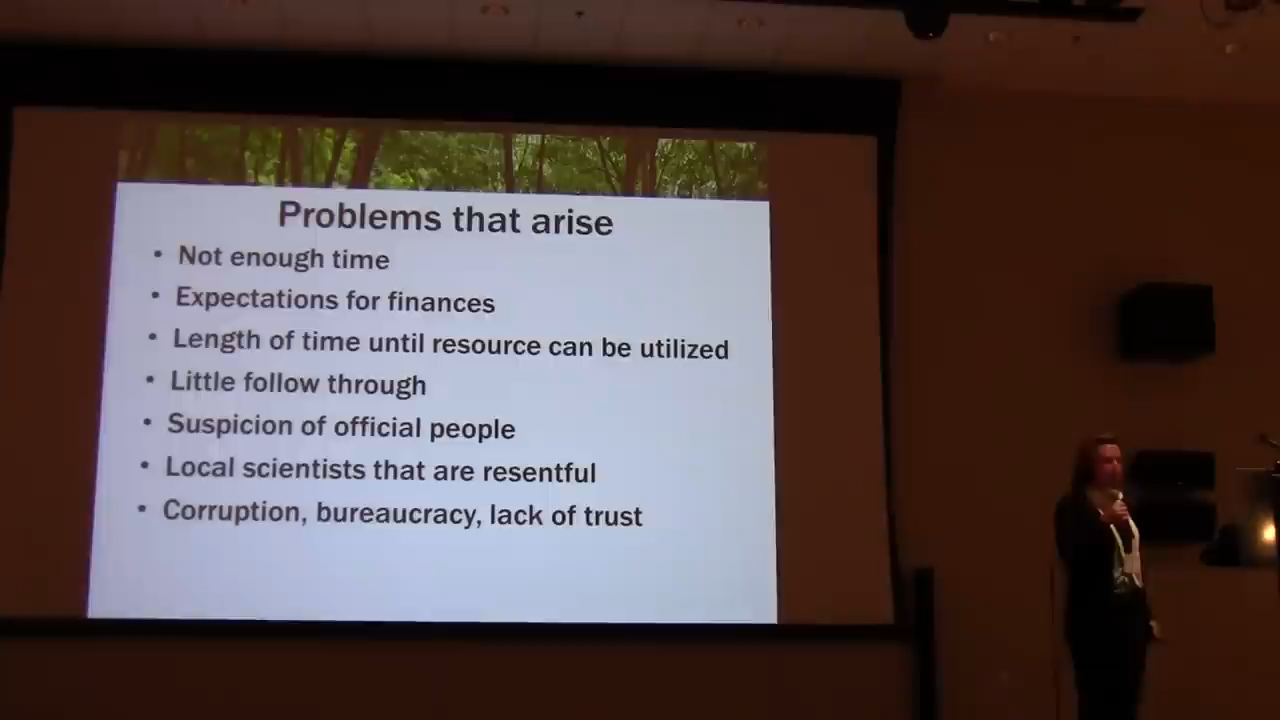 Problems that arise
• Not enough time
• Expectations for finances
• Length of time until resource can be utilized
• Little follow through
• Suspicion of official people
• Local scientists that are resentful
• Corruption, bureaucracy, lack of trust